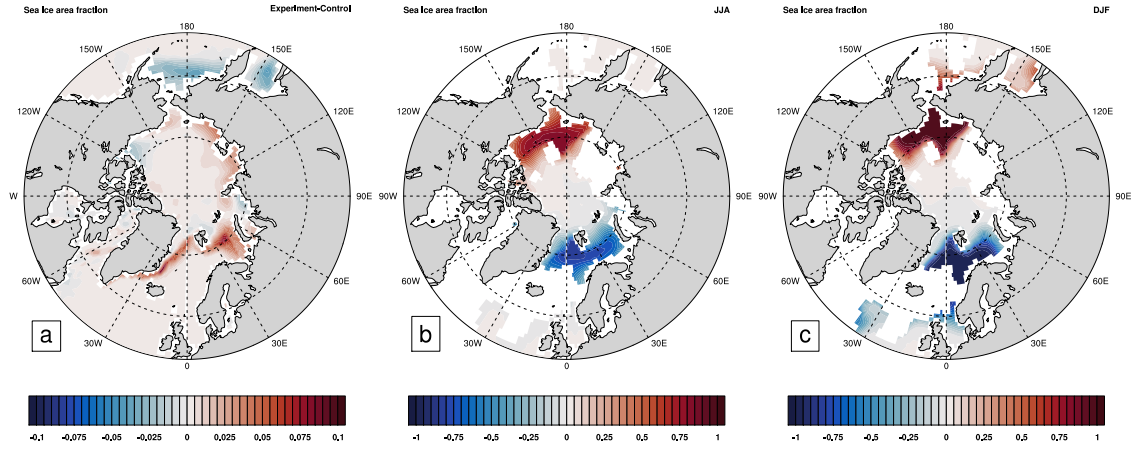 Sea Ice area fraction Experiment-Control
180
150W 150E
120W 120E
W 90E
60W 60E
30W 30E
0
a
-0.1 -0.075 -0.05 -0.025 0 0.025 0.05 0.075 0.1
Sea Ice area fraction JJA
180
150W 150E
120W 120E
90W 90E
60W 60E
30W 30E
0
b
-1 -0.75 -0.5 -0.25 0 0.25 0.5 0.75 1
Sea Ice area fraction DJF
180
150W 150E
120W 120E
90W 90E
60W 60E
30W 30E
0
c
-1 -0.75 -0.5 -0.25 0 0.25 0.5 0.75 1